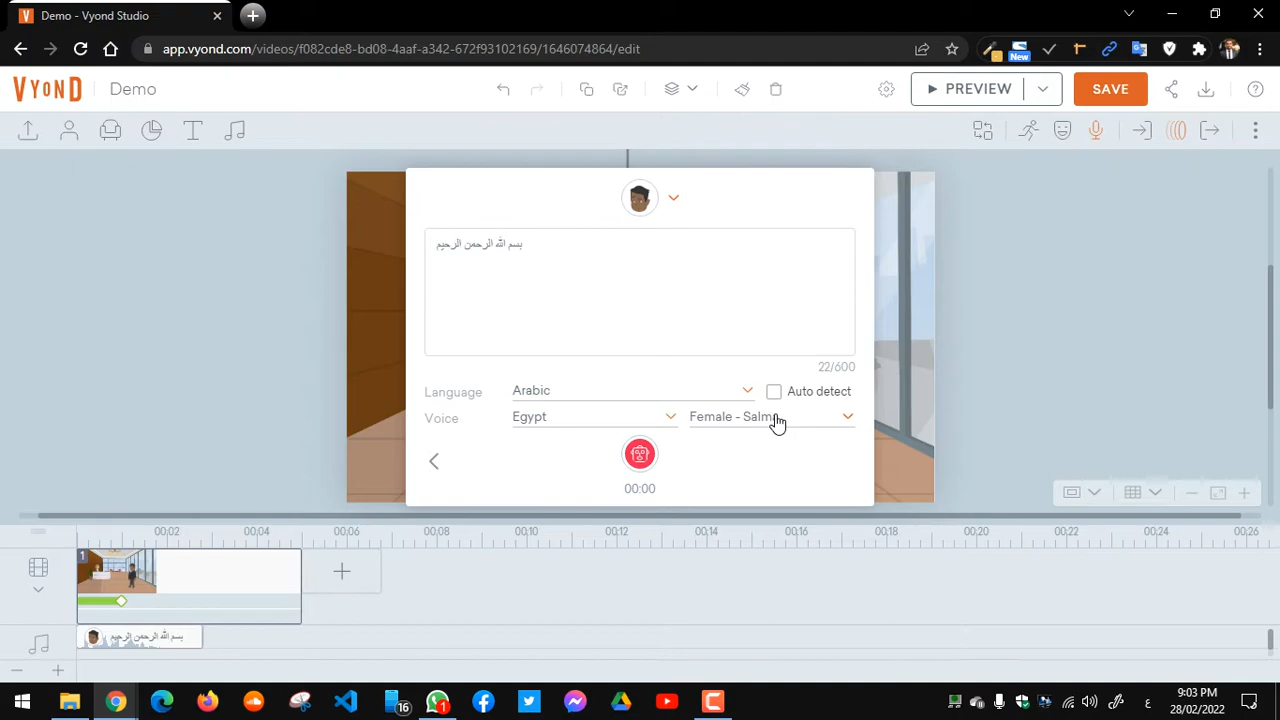 Demo - Vyond Studio
app.vyond.com/videos/f082cde8-bd08-4aaf-a342-672f93102169/1646074864/edit
New
VYOND
Demo
PREVIEW
SAVE
بسم الله الرحمن الرحيم
22/600
Language
Arabic
Auto detect
Voice
Egypt
Female - Salma
00:00
00:02
00:04
00:06
00:08
00:10
00:12
00:14
00:16
00:18
00:20
00:22
00:24
00:26
1
بسم الله الرحمن الرحيم
16
1
ع
9:03 PM
28/02/2022